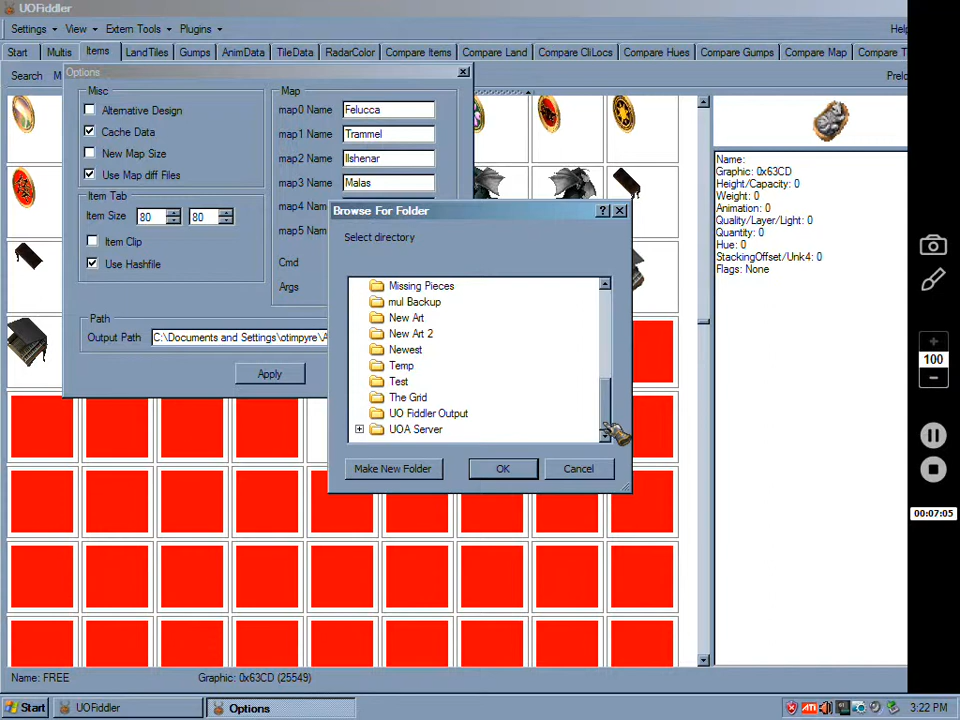 UOFiddler
Settings View Extern Tools Plugins Help
Start Multis Items LandTiles Gumps AnimData TileData RadarColor Compare Items Compare Land Compare CliLocs Compare Hues Compare Gumps Compare Map Compare T
Search
Options
Misc
Alternative Design
Cache Data
New Map Size
Use Map diff Files
Item Tab
Item Size 80 80
Item Clip
Use Hashfile
Map
map0 Name Felucca
map1 Name Trammel
map2 Name Ilshenar
map3 Name Malas
map4 Nam
map5 Nam
Cmd
Args
Path
Output Path C:\Documents and Settings\otimpyre\A
Apply
Browse For Folder
Select directory
Missing Pieces
mul Backup
New Art
New Art 2
Newest
Temp
Test
The Grid
UO Fiddler Output
UOA Server
Make New Folder OK Cancel
Name:
Graphic: 0x63CD
Height/Capacity: 0
Weight: 0
Animation: 0
Quality/Layer/Light: 0
Quantity: 0
Hue: 0
StackingOffset/Unk4: 0
Flags: None
100
00:07:05
Name: FREE Graphic: 0x63CD (25549)
Start UOFiddler Options ATI 3:22 PM